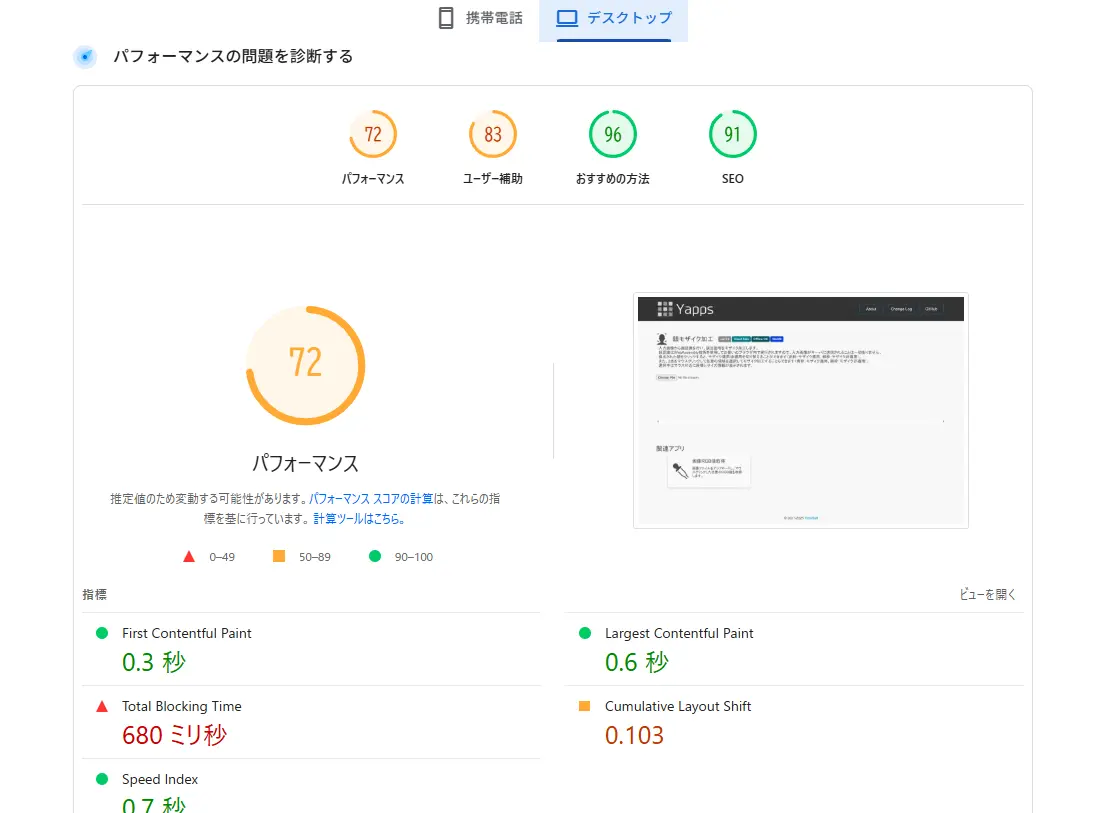 携帯電話
デスクトップ
パフォーマンスの問題を診断する
72
83
96
91
パフォーマンス
ユーザー補助
おすすめの方法
SEO
72
パフォーマンス
推定値のため変動する可能性があります。パフォーマンス スコアの計算は、これらの指
標を基に行っています。計算ツールはこちら。
0–49
50–89
90–100
Yapps
About
Change Log
GitHub
顔モザイク加工
関連アプリ
指標
ビューを開く
First Contentful Paint
0.3 秒
Largest Contentful Paint
0.6 秒
Total Blocking Time
680 ミリ秒
Cumulative Layout Shift
0.103
Speed Index
0.7 秒